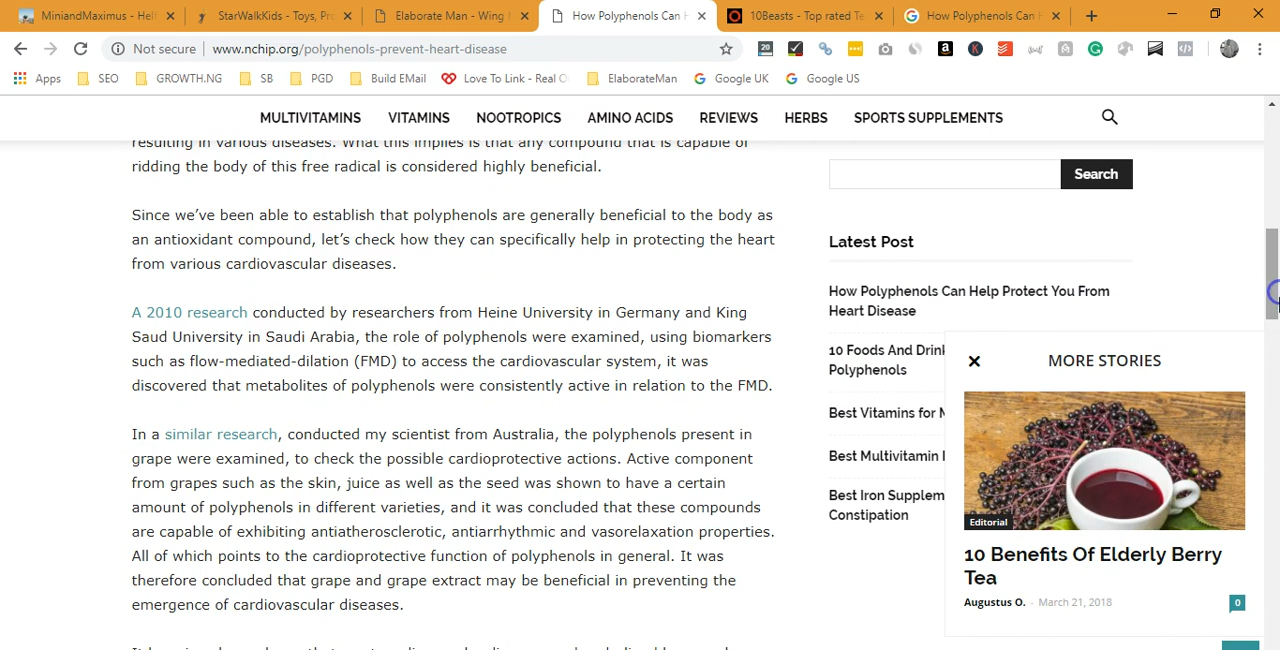 MiniandMaximus - Hel
StarWalkKids - Toys, Pro
Elaborate Man - Wing
How Polyphenols Can H
10Beasts - Top rated Te
How Polyphenols Can
Not secure
www.nchip.org/polyphenols-prevent-heart-disease
Apps
SEO
GROWTH.NG
SB
PGD
Build EMail
Love To Link - Real
ElaborateMan
Google UK
Google US
MULTIVITAMINS
VITAMINS
NOOTROPICS
AMINO ACIDS
REVIEWS
HERBS
SPORTS SUPPLEMENTS
resulting in various diseases. What this implies is that any compound that is capable of
ridding the body of this free radical is considered highly beneficial.
Since we've been able to establish that polyphenols are generally beneficial to the body as
an antioxidant compound, let's check how they can specifically help in protecting the heart
from various cardiovascular diseases.
A 2010 research conducted by researchers from Heine University in Germany and King
Saud University in Saudi Arabia, the role of polyphenols were examined, using biomarkers
such as flow-mediated-dilation (FMD) to access the cardiovascular system, it was
discovered that metabolites of polyphenols were consistently active in relation to the FMD.
In a similar research, conducted my scientist from Australia, the polyphenols present in
grape were examined, to check the possible cardioprotective actions. Active component
from grapes such as the skin, juice as well as the seed was shown to have a certain
amount of polyphenols in different varieties, and it was concluded that these compounds
are capable of exhibiting antiatherosclerotic, antiarrhythmic and vasorelaxation properties.
All of which points to the cardioprotective function of polyphenols in general. It was
therefore concluded that grape and grape extract may be beneficial in preventing the
emergence of cardiovascular diseases.
Search
Latest Post
How Polyphenols Can Help Protect You From
Heart Disease
10 Foods And Drink
Polyphenols
Best Vitamins for
Best Multivitamin
Best Iron Supplem
Constipation
MORE STORIES
Editorial
10 Benefits Of Elderly Berry
Tea
Augustus O. - March 21, 2018
0